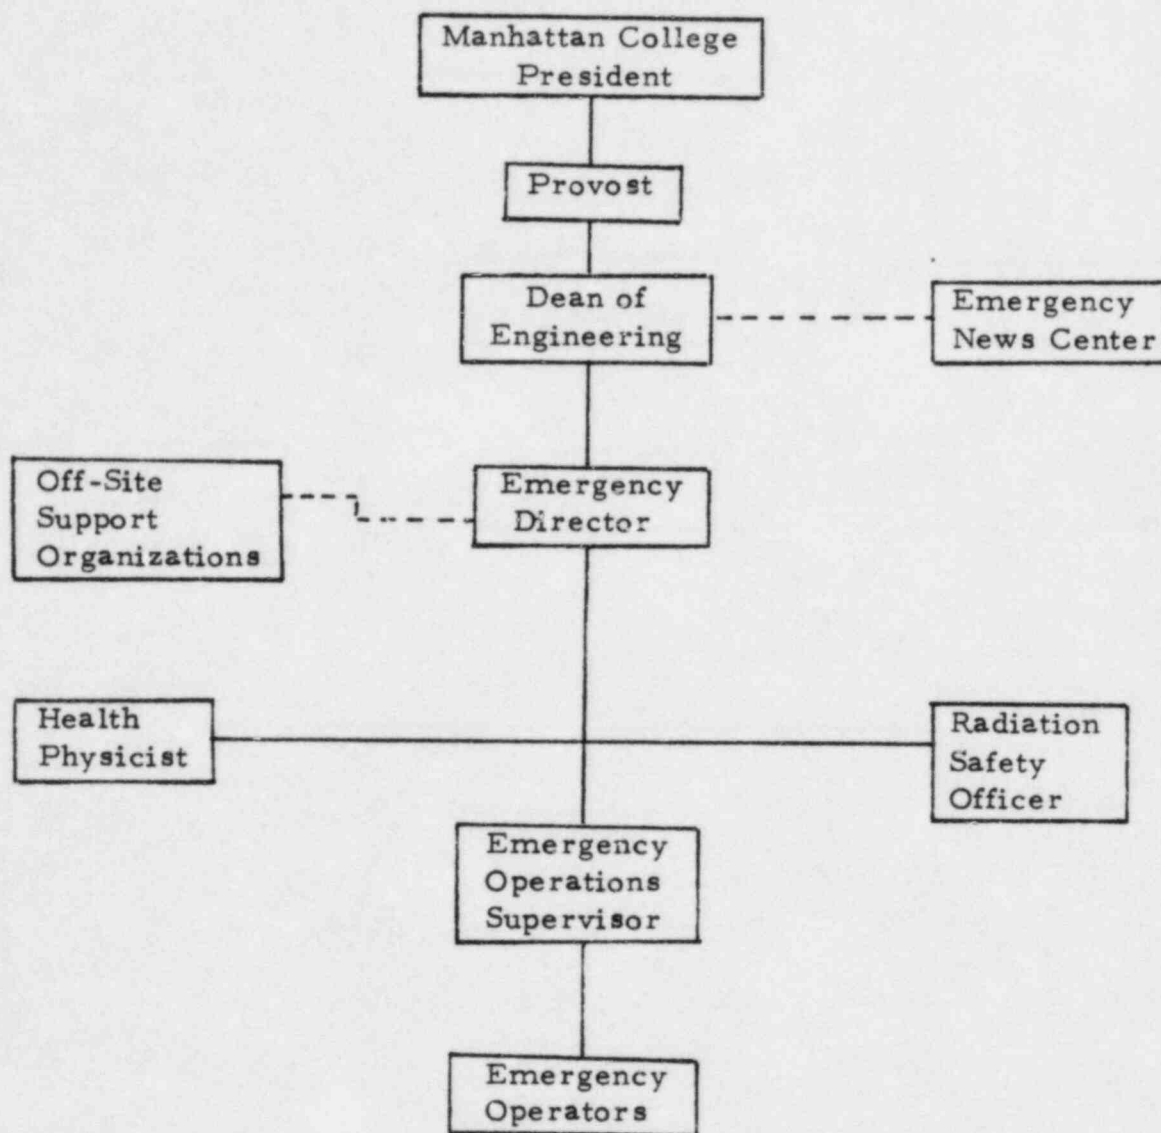 Manhattan College
President
Provost
Dean of
Engineering
Emergency
News Center
Off-Site
Support
Organizations
Emergency
Director
Health
Physicist
Radiation
Safety
Officer
Emergency
Operations
Supervisor
Emergency
Operators